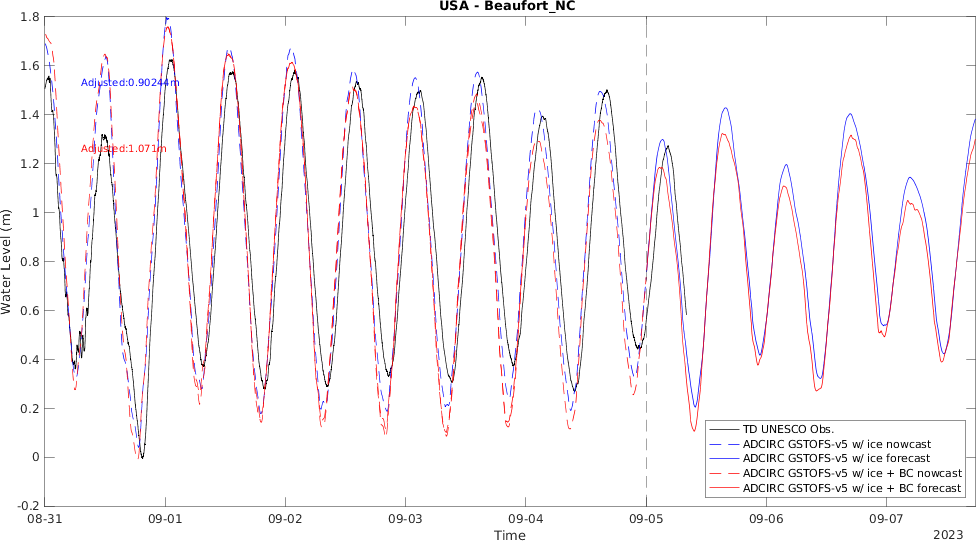 USA - Beaufort_NC
1.8
1.6
1.4
1.2
1
0.8
0.6
0.4
0.2
0
-0.2
Water Level (m)
Adjusted:0.90244m
Adjusted:1.071m
TD UNESCO Obs.
ADCIRC GSTOFS-v5 w/ ice nowcast
ADCIRC GSTOFS-v5 w/ ice forecast
ADCIRC GSTOFS-v5 w/ ice + BC nowcast
ADCIRC GSTOFS-v5 w/ ice + BC forecast
08-31 09-01 09-02 09-03 09-04 09-05 09-06 09-07
Time
2023